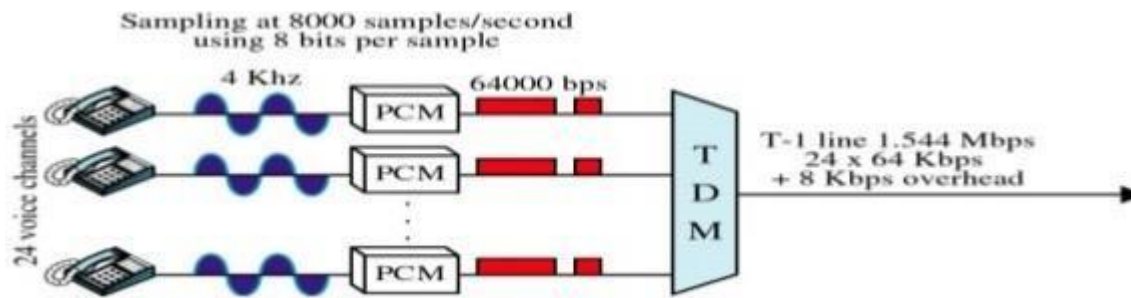 Sampling at 8000 samples/second
using 8 bits per sample
4 Khz
64000 bps
24 voice channels
PCM
PCM
PCM
T
D
M
T-1 line 1.544 Mbps
24 x 64 Kbps
+ 8 Kbps overhead